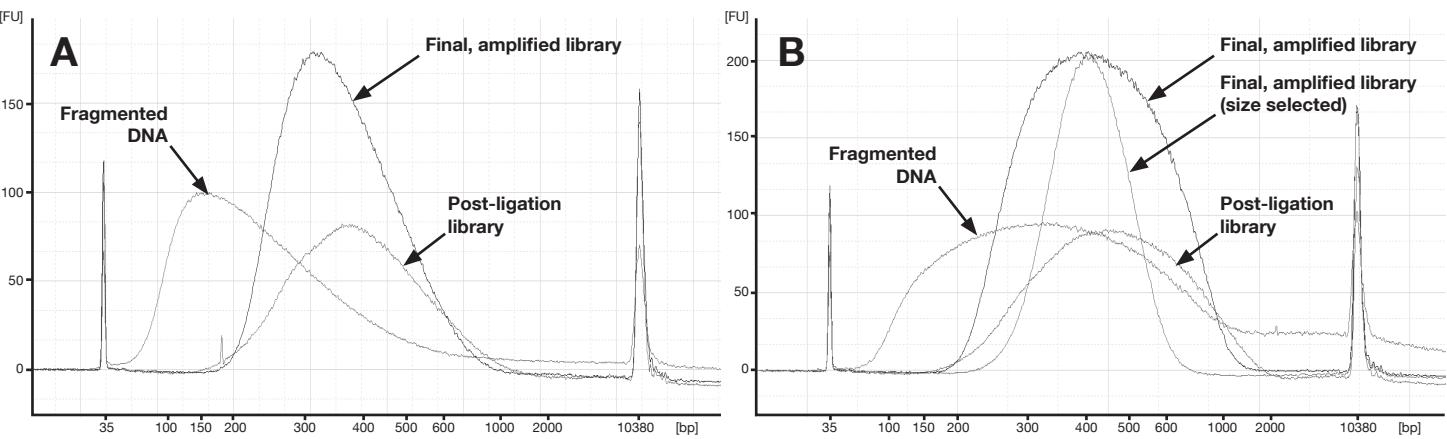 [FU]
A
Final, amplified library
Fragmented
DNA
Post-ligation
library
150
100
50
0
35 100 150 200 300 400 500 600 1000 2000 10380 [bp]
[FU]
B
Final, amplified library
Final, amplified library
(size selected)
Fragmented
DNA
Post-ligation
library
200
150
100
50
0
35 100 150 200 300 400 500 600 1000 2000 10380 [bp]